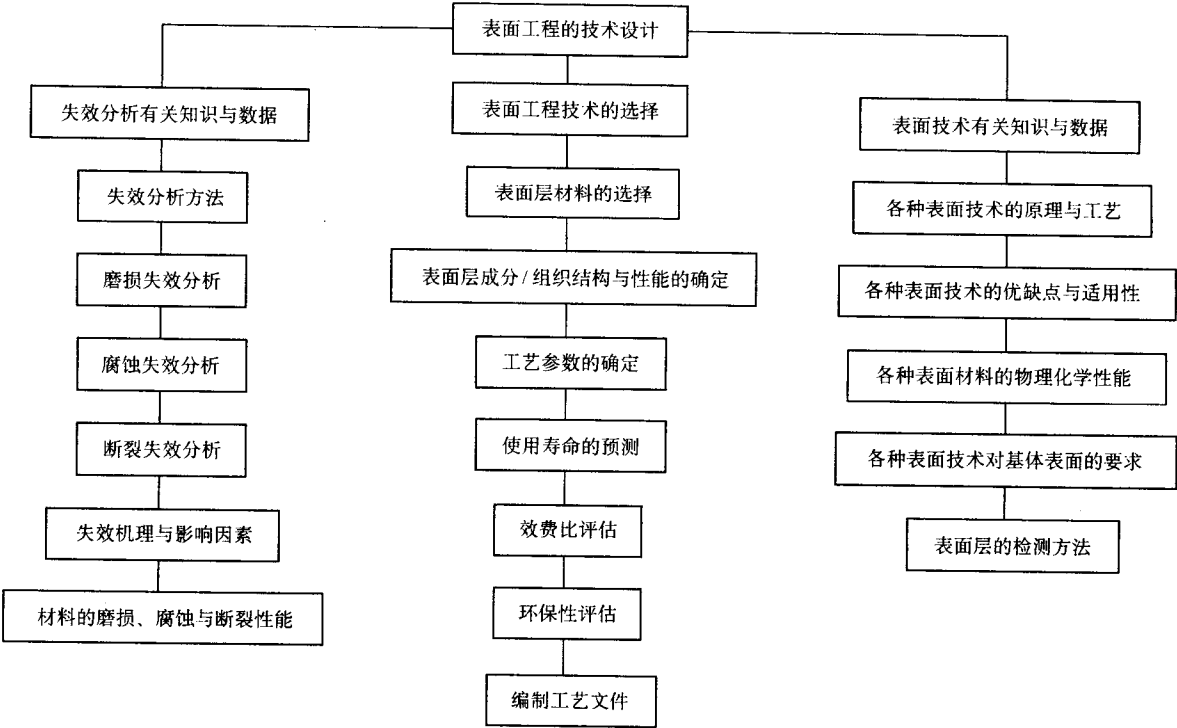 表面工程的技术设计
失效分析有关知识与数据
失效分析方法
磨损失效分析
腐蚀失效分析
断裂失效分析
失效机理与影响因素
材料的磨损、腐蚀与断裂性能
表面工程技术的选择
表面层材料的选择
表面层成分/组织结构与性能的确定
工艺参数的确定
使用寿命的预测
效费比评估
环保性评估
编制工艺文件
表面技术有关知识与数据
各种表面技术的原理与工艺
各种表面技术的优缺点与适用性
各种表面材料的物理化学性能
各种表面技术对基体表面的要求
表面层的检测方法